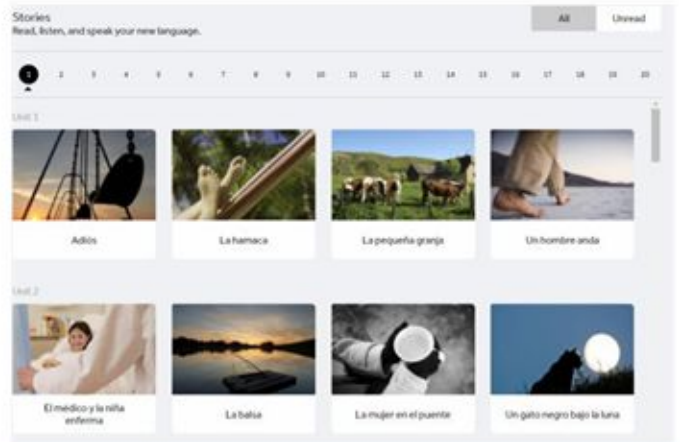 Stories
All Unread
Read, listen, and speak your new language.
1 2 3 4 5 6 7 8 9 10 11 12 13 14 15 16 17 18 19 20
Unit 1
Adiós La hamaca La pequeña granja Un hombre anda
Unit 2
El médico y la niña
enferma
La balsa La mujer en el puente Un gato negro bajo la luna